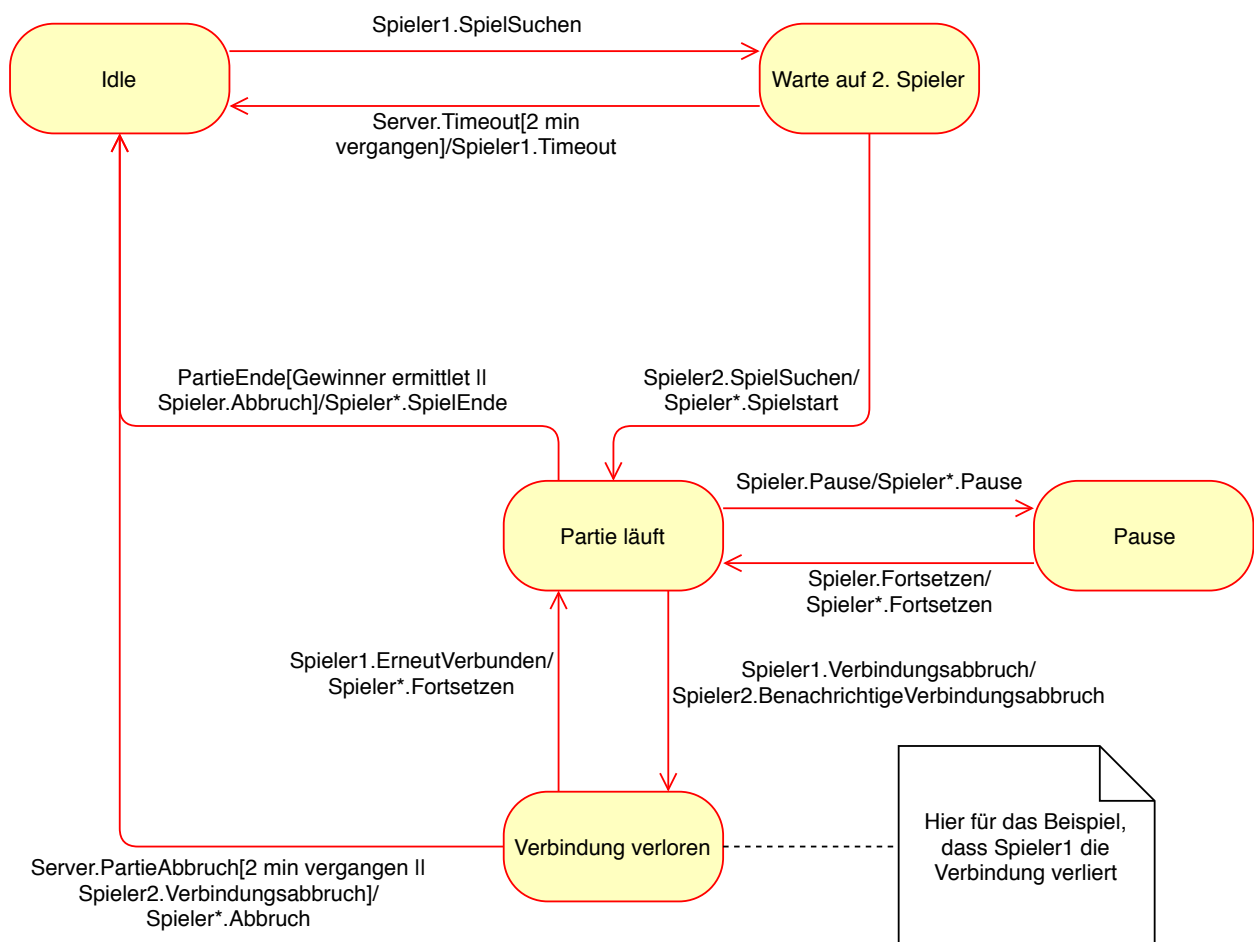 Spieler1.SpielSuchen
Idle
Warte auf 2. Spieler
Server.Timeout[2 min
vergangen]/Spieler1.Timeout
PartieEnde[Gewinner ermittlet ||
Spieler.Abbruch]/Spieler*.SpielEnde
Spieler2.SpielSuchen/
Spieler*.Spielstart
Spieler.Pause/Spieler*.Pause
Partie läuft
Pause
Spieler.Fortsetzen/
Spieler*.Fortsetzen
Spieler1.ErneutVerbunden/
Spieler*.Fortsetzen
Spieler1.Verbindungsabbruch/
Spieler2.BenachrichtigeVerbindungsabbruch
Verbindung verloren
Hier für das Beispiel,
dass Spieler1 die
Verbindung verliert
Server.PartieAbbruch[2 min vergangen ||
Spieler2.Verbindungsabbruch]/
Spieler*.Abbruch